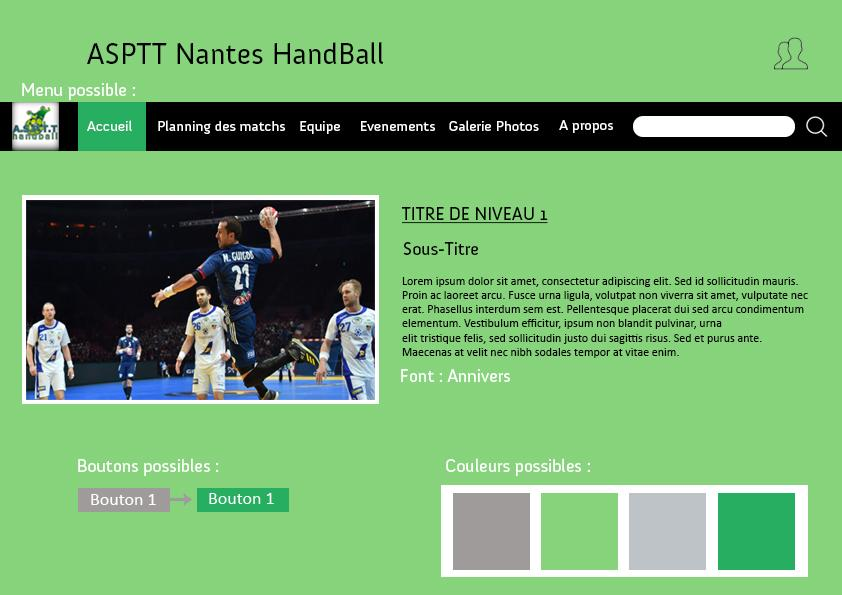 ASPTT Nantes HandBall
Menu possible :
A.S.P.T.T
handball
Accueil Planning des matchs Equipe Evenements Galerie Photos A propos
M. GUIGOU
21
21
26
27
TITRE DE NIVEAU 1
Sous-Titre
Lorem ipsum dolor sit amet, consectetur adipiscing elit. Sed id sollicitudin mauris.
Proin ac laoreet arcu. Fusce urna ligula, volutpat non viverra sit amet, vulputate nec
erat. Phasellus interdum sem est. Pellentesque placerat dui sed arcu condimentum
elementum. Vestibulum efficitur, ipsum non blandit pulvinar, urna
elit tristique felis, sed sollicitudin justo dui sagittis risus. Sed et purus ante.
Maecenas at velit nec nibh sodales tempor at vitae enim.
Font : Annivers
Boutons possibles :
Bouton 1 Bouton 1
Couleurs possibles :